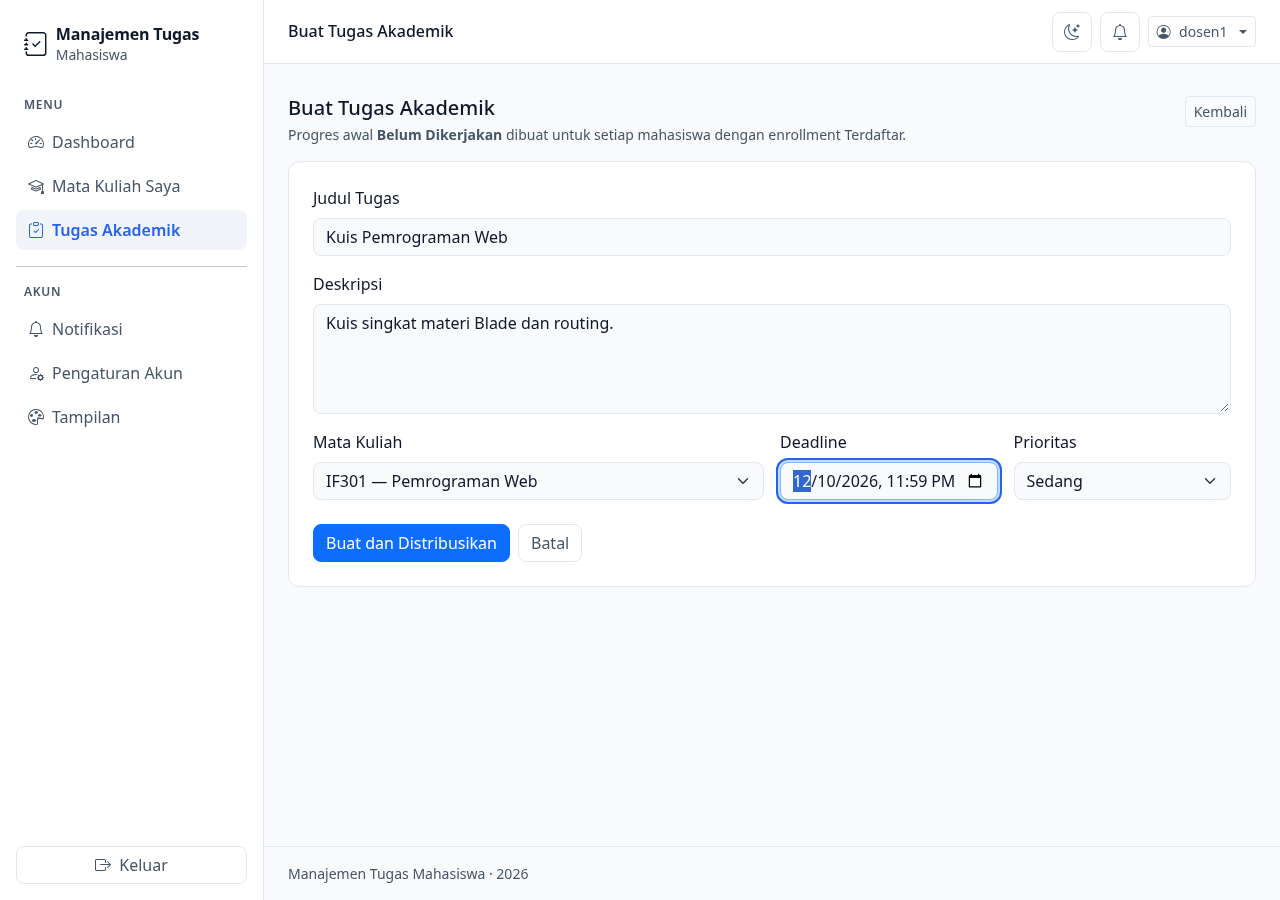 Manajemen Tugas
Mahasiswa
MENU
Dashboard
Mata Kuliah Saya
Tugas Akademik
AKUN
Notifikasi
Pengaturan Akun
Tampilan
Keluar
Buat Tugas Akademik
dosen1
Buat Tugas Akademik
Progres awal Belum Dikerjakan dibuat untuk setiap mahasiswa dengan enrollment Terdaftar.
Kembali
Judul Tugas
Kuis Pemrograman Web
Deskripsi
Kuis singkat materi Blade dan routing.
Mata Kuliah
IF301 — Pemrograman Web
Deadline
12/10/2026, 11:59 PM
Prioritas
Sedang
Buat dan Distribusikan
Batal
Manajemen Tugas Mahasiswa · 2026